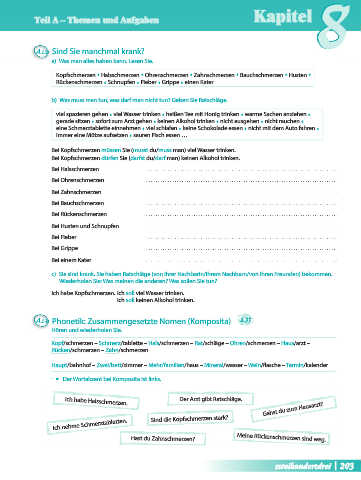 Teil A – Themen und Aufgaben
Kapitel 8
A12 Sind Sie manchmal krank?
a) Was man alles haben kann. Lesen Sie.
Kopfschmerzen • Halsschmerzen • Ohrenschmerzen • Zahnschmerzen • Bauchschmerzen • Husten •
Rückenschmerzen • Schnupfen • Fieber • Grippe • einen Kater
b) Was muss man tun, was darf man nicht tun? Geben Sie Ratschläge.
viel spazieren gehen • viel Wasser trinken • heißen Tee mit Honig trinken • warme Sachen anziehen •
gerade sitzen • sofort zum Arzt gehen • keinen Alkohol trinken • nicht ausgehen • nicht rauchen •
eine Schmerztablette einnehmen • viel schlafen • keine Schokolade essen • nicht mit dem Auto fahren •
immer eine Mütze aufsetzen • sauren Fisch essen ...
Bei Kopfschmerzen müssen Sie (musst du/muss man) viel Wasser trinken.
Bei Kopfschmerzen dürfen Sie (darfst du/darf man) keinen Alkohol trinken.
Bei Halsschmerzen
Bei Ohrenschmerzen
Bei Zahnschmerzen
Bei Bauchschmerzen
Bei Rückenschmerzen
Bei Husten und Schnupfen
Bei Fieber
Bei Grippe
Bei einem Kater
c) Sie sind krank. Sie haben Ratschläge (von Ihrer Nachbarin/Ihrem Nachbarn/von Ihren Freunden) bekommen.
Wiederholen Sie: Was meinen die anderen? Was sollen Sie tun?
Ich habe Kopfschmerzen. Ich soll viel Wasser trinken.
Ich soll keinen Alkohol trinken.
Phonetik: Zusammengesetzte Nomen (Komposita)
Hören und wiederholen Sie.
Kopf/schmerzen – Schmerz/tablette – Hals/schmerzen – Rat/schläge – Ohren/schmerzen – Haus/arzt –
Rücken/schmerzen – Zahn/schmerzen
Haupt/bahnhof – Zwei/bett/zimmer – Mehr/familien/haus – Mineral/wasser – Wein/flasche – Termin/kalender
• Der Wortakzent bei Komposita ist links.
Ich habe Halsschmerzen.
Der Arzt gibt Ratschläge.
Gehst du zum Hausarzt?
Ich nehme Schmerztabletten.
Sind die Kopfschmerzen stark?
Hast du Zahnschmerzen?
Meine Rückenschmerzen sind weg.
zweihundertdrei | 203